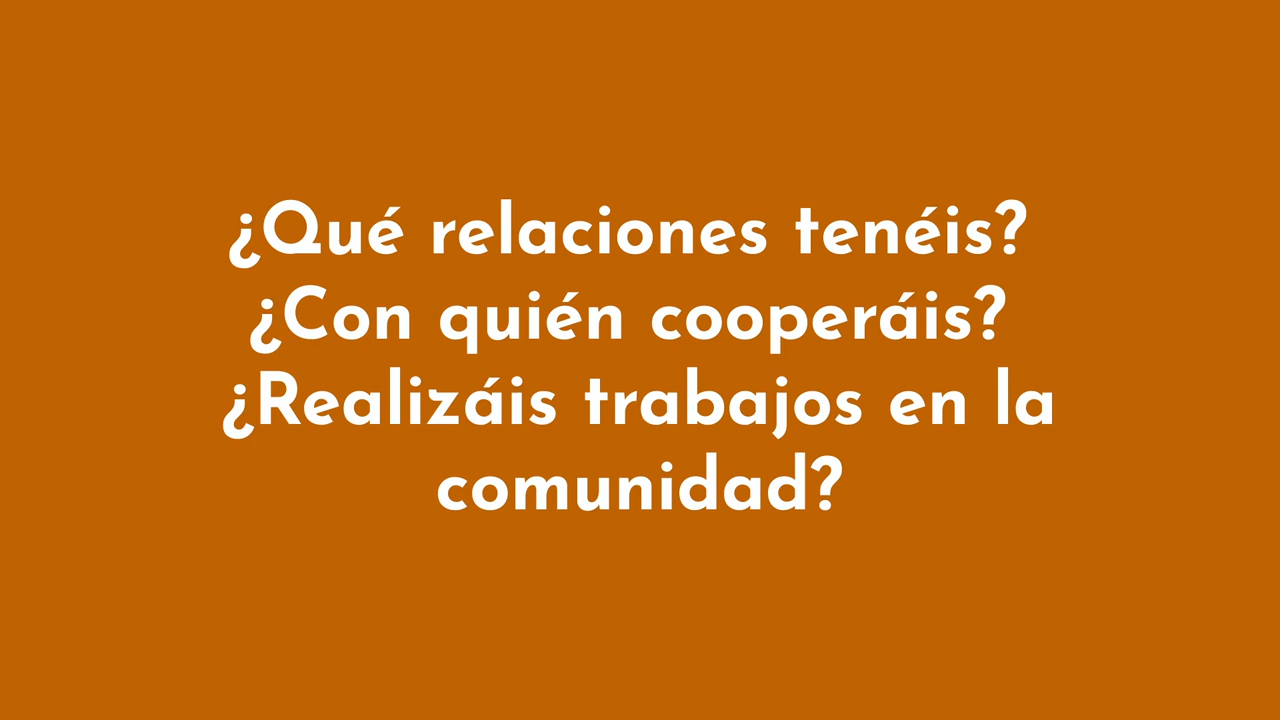 ¿Qué relaciones tenéis?
¿Con quién cooperáis?
¿Realizáis trabajos en la
comunidad?